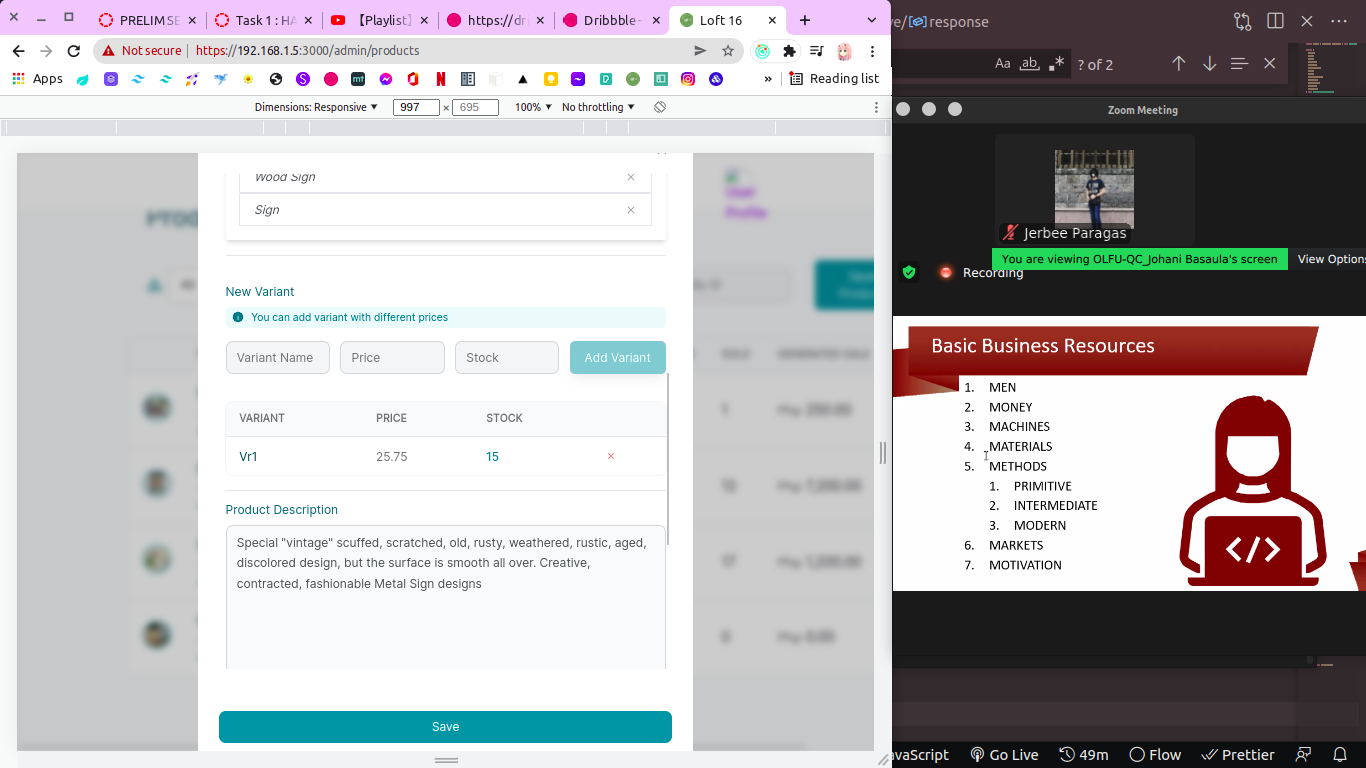 PRELIM SE
Task 1 : HA
【Playlist】
https://dri
Dribbble -
Loft 16
Not secure
https://192.168.1.5:3000/admin/products
Apps
Reading list
Dimensions: Responsive
997
x
695
100%
No throttling
Wood Sign
Sign
New Variant
You can add variant with different prices
Variant Name
Price
Stock
Add Variant
VARIANT
PRICE
STOCK
Vr1
25.75
15
Product Description
Special "vintage" scuffed, scratched, old, rusty, weathered, rustic, aged,
discolored design, but the surface is smooth all over. Creative,
contracted, fashionable Metal Sign designs
Save
ve/
response
Aa
ab
? of 2
Zoom Meeting
Jerbee Paragas
You are viewing OLFU-QC_Johani Basaula's screen
View Options
Recording
Basic Business Resources
1. MEN
2. MONEY
3. MACHINES
4. MATERIALS
5. METHODS
1. PRIMITIVE
2. INTERMEDIATE
3. MODERN
6. MARKETS
7. MOTIVATION
avaScript
Go Live
49m
Flow
Prettier